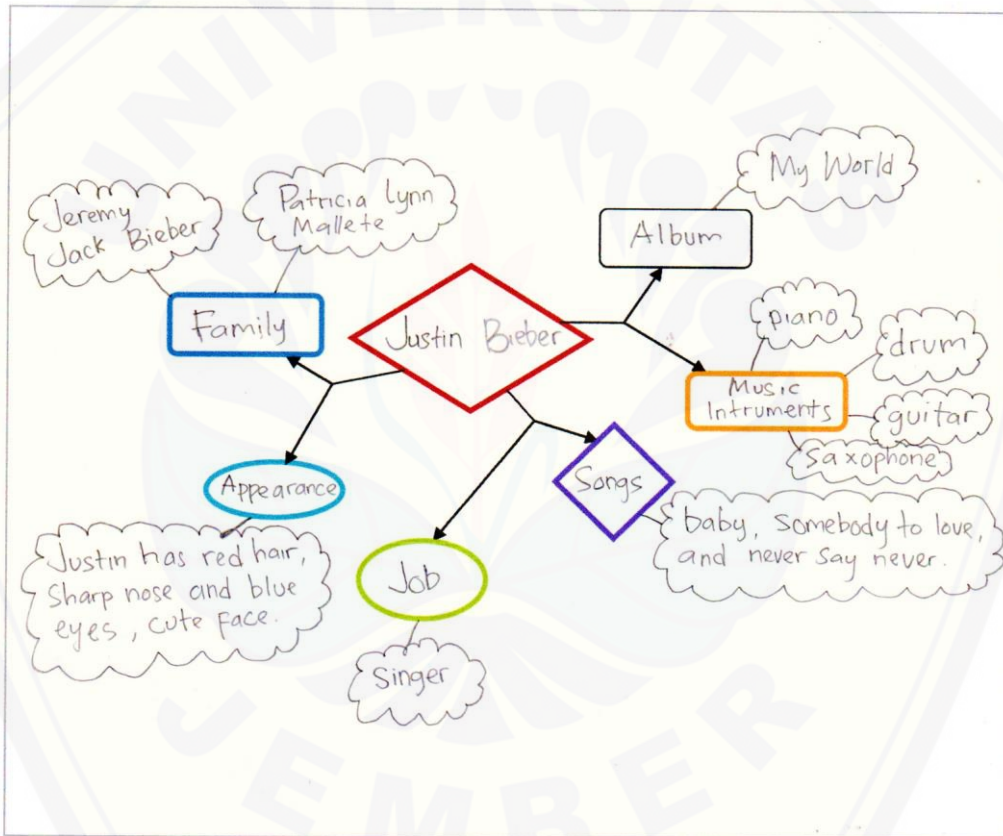 UNIVERSITAS
My World
Jeremy
Jack Bieber
Patricia Lynn
Mallete
Album
Family
Justin Bieber
piano
drum
Music
Intruments
guitar
saxophone
Appearance
Songs
baby, somebody to love,
and never say never.
Justin has red hair,
sharp nose and blue
eyes, cute face.
Job
Singer
JEMBER